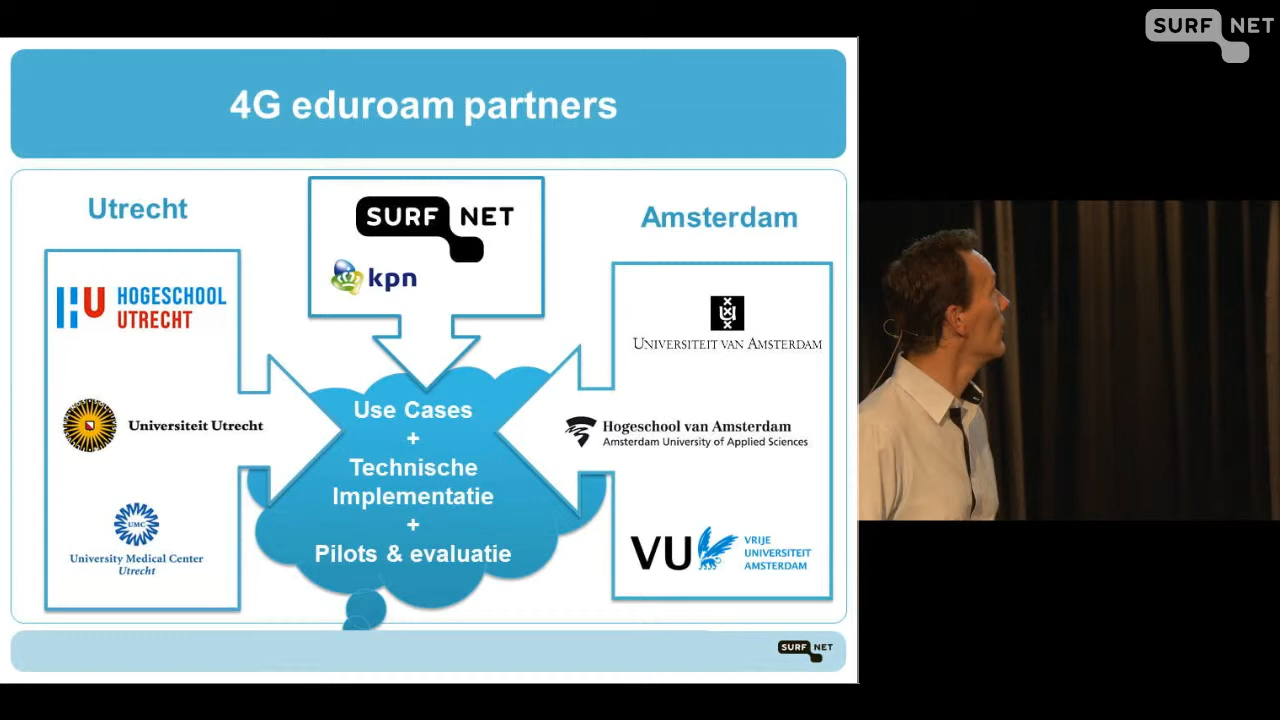 SURF NET
4G eduroam partners
Utrecht
SURF NET
kpn
Amsterdam
HU HOGESCHOOL
UTRECHT
Universiteit Utrecht
UMC
University Medical Center
Utrecht
Use Cases
+
Technische
Implementatie
+
Pilots & evaluatie
U
UNIVERSITEIT VAN AMSTERDAM
Hogeschool van Amsterdam
Amsterdam University of Applied Sciences
VU VRIJE
UNIVERSITEIT
AMSTERDAM
SURF NET